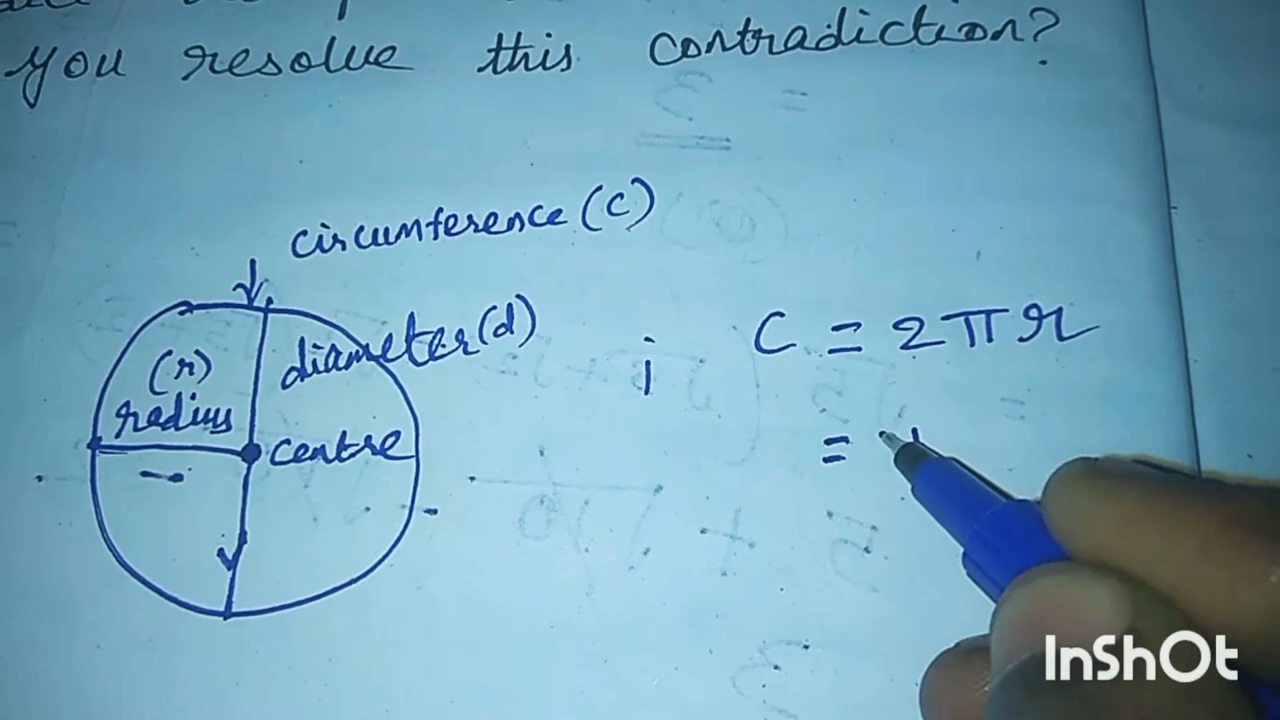 you resolve this contradiction?
circumference (c)
diameter (d)
(r)
radius
centre
C = 2πr
=
InShOt